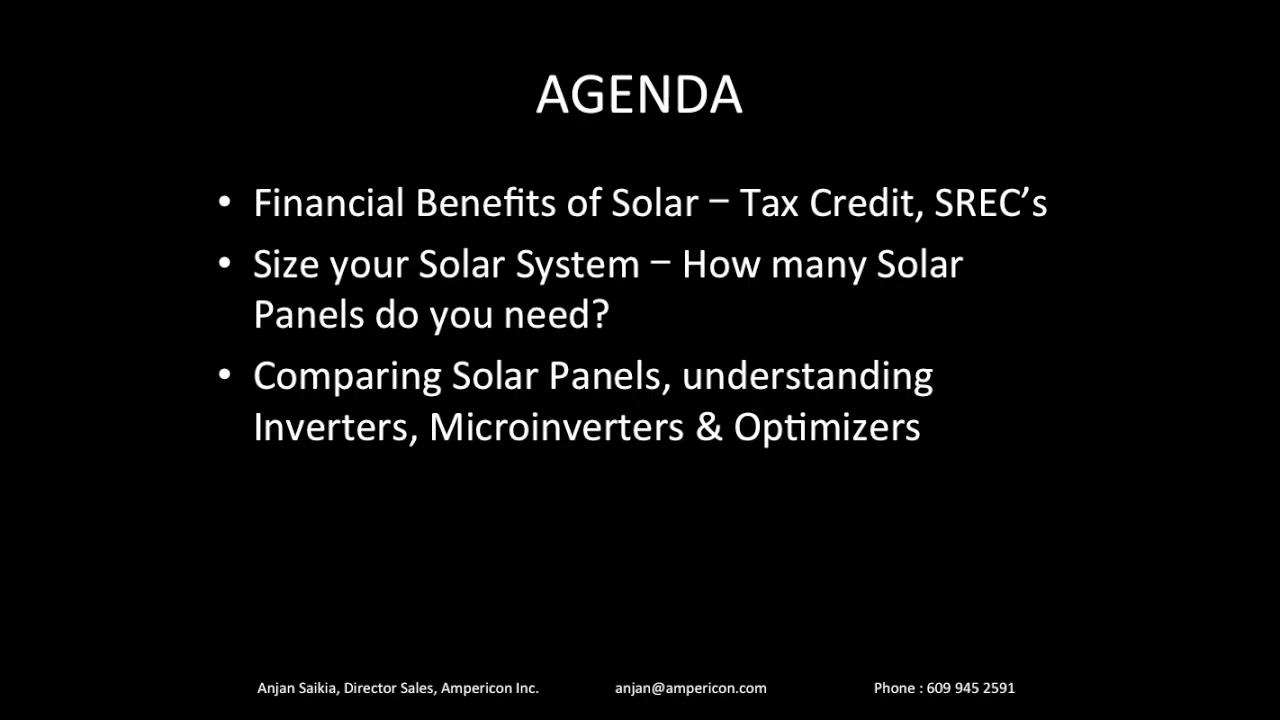 AGENDA
• Financial Benefits of Solar – Tax Credit, SREC’s
• Size your Solar System – How many Solar
Panels do you need?
• Comparing Solar Panels, understanding
Inverters, Microinverters & Optimizers
Anjan Saikia, Director Sales, Ampericon Inc. anjan@ampericon.com Phone : 609 945 2591